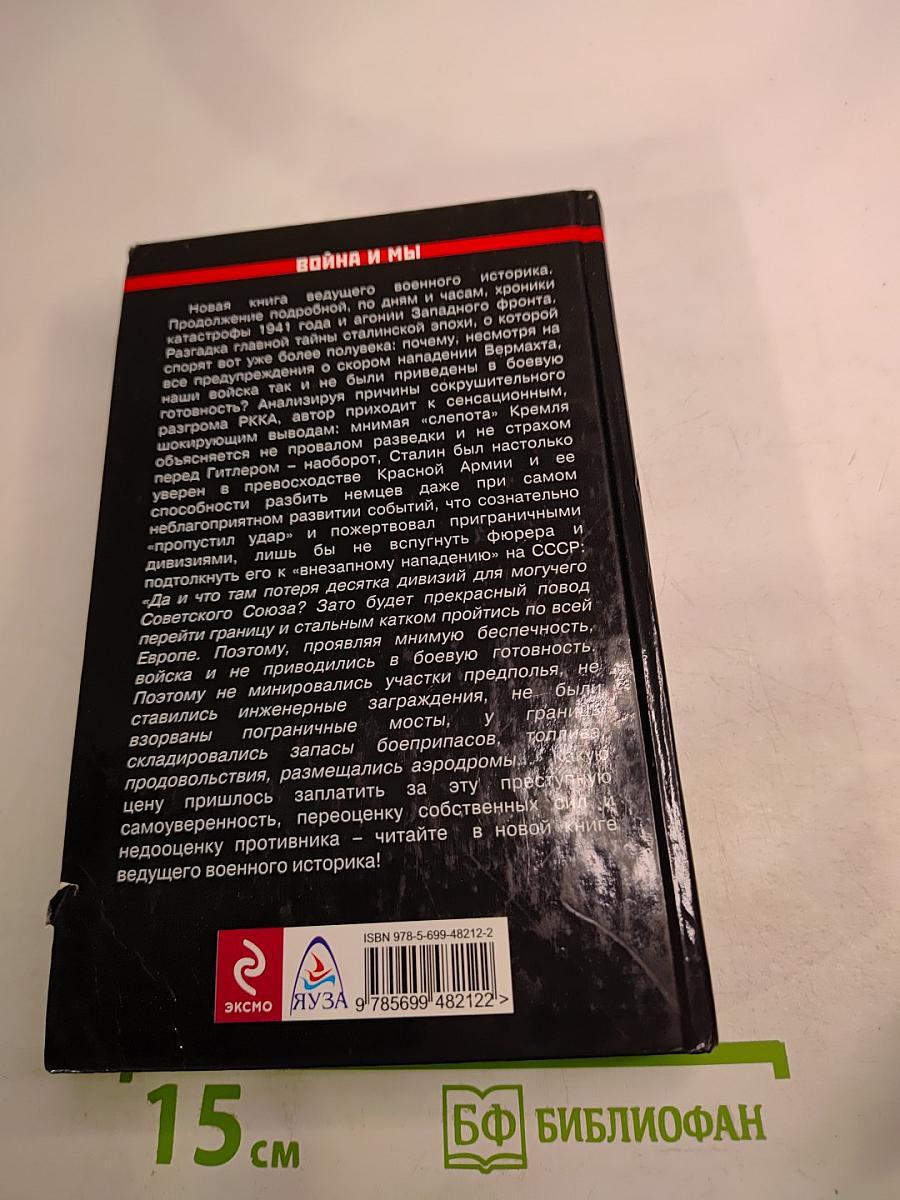 ВОЙНА И МЫ
Новая книга ведущего военного историка.
Продолжение подробной, по дням и часам, хроники
катастрофы 1941 года и агонии Западного фронта.
Разгадка главной тайны сталинской эпохи, о которой
спорят вот уже более полувека: почему, несмотря на
все предупреждения о скором нападении Вермахта,
наши войска так и не были приведены в боевую
готовность? Анализируя причины сокрушительного
разгрома РККА, автор приходит к сенсационным,
шокирующим выводам: мнимая «слепота» Кремля
объясняется не провалом разведки и не страхом
перед Гитлером – наоборот, Сталин был настолько
уверен в превосходстве Красной Армии и ее
способности разбить немцев даже при самом
неблагоприятном развитии событий, что сознательно
«пропустил удар» и пожертвовал приграничными
дивизиями, лишь бы не вспугнуть фюрера и
подтолкнуть его к «внезапному нападению» на СССР:
«Да и что там потеря десятка дивизий для могучего
Советского Союза? Зато будет прекрасный повод
перейти границу и стальным катком пройтись по всей
Европе. Поэтому, проявляя мнимую беспечность,
войска и не приводились в боевую готовность.
Поэтому не минировались участки предполья, не
ставились инженерные заграждения, не были
взорваны пограничные мосты, у границы
складировались запасы боеприпасов, топлива,
продовольствия, размещались аэродромы...» Какую
цену пришлось заплатить за эту преступную
самоуверенность, переоценку собственных сил и
недооценку противника – читайте в новой книге
ведущего военного историка!
ISBN 978-5-699-48212-2
ЭКСМО
ЯУЗА
9 785699 482122 >
15 см
БФ БИБЛИОФАН